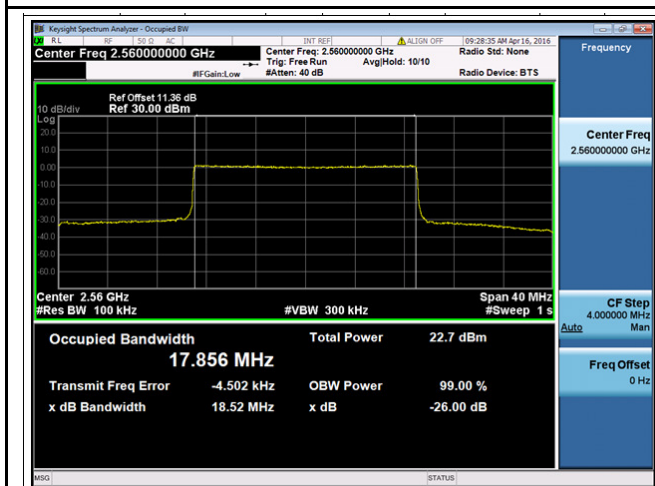 Keysight Spectrum Analyzer - Occupied BW
RL RF 50 Ω AC INT REF ALIGN OFF 09:28:35 AM Apr 16, 2016
Center Freq 2.560000000 GHz
Center Freq: 2.560000000 GHz
Radio Std: None
Trig: Free Run Avg|Hold: 10/10
#IFGain:Low #Atten: 40 dB Radio Device: BTS
Ref Offset 11.36 dB
10 dB/div Ref 30.00 dBm
Log
20.0
10.0
0.00
-10.0
-20.0
-30.0
-40.0
-50.0
-60.0
Center 2.56 GHz Span 40 MHz
#Res BW 100 kHz #VBW 300 kHz #Sweep 1 s
Occupied Bandwidth Total Power 22.7 dBm
17.856 MHz
Transmit Freq Error -4.502 kHz OBW Power 99.00 %
x dB Bandwidth 18.52 MHz x dB -26.00 dB
MSG STATUS
Frequency
Center Freq
2.560000000 GHz
CF Step
4.000000 MHz
Auto Man
Freq Offset
0 Hz